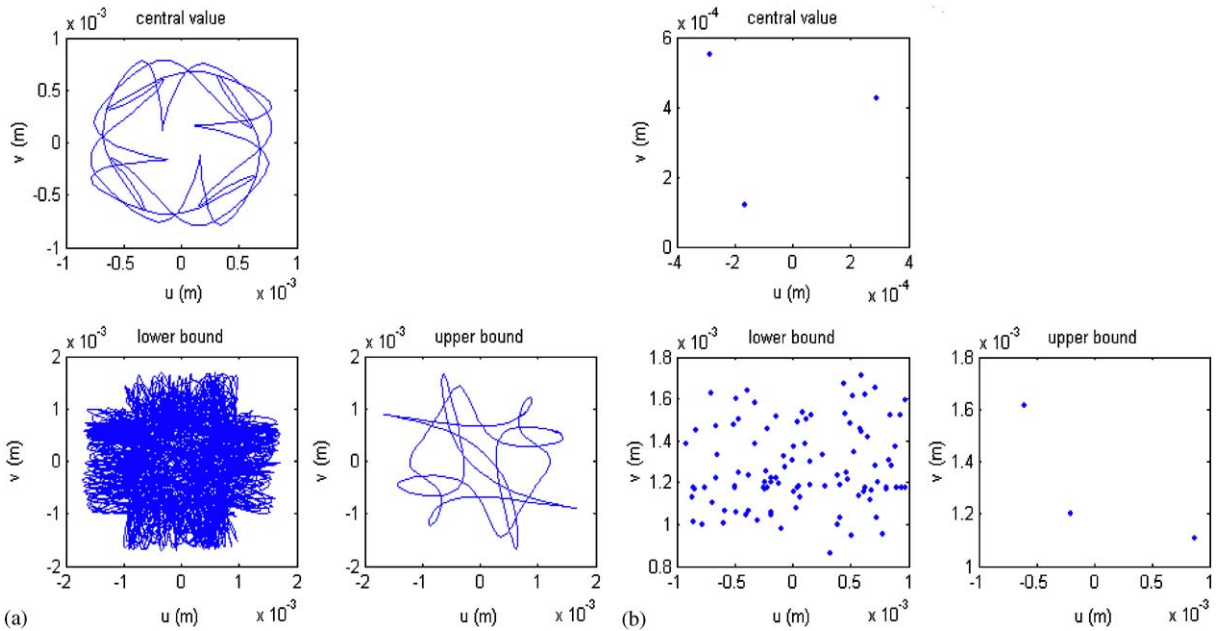 x 10⁻³ central value
1
0.5
0
-0.5
-1
v (m)
-1 -0.5 0 0.5 1
u (m) x 10⁻³
x 10⁻⁴ central value
6
4
2
0
v (m)
-4 -2 0 2 4
u (m) x 10⁻⁴
x 10⁻³ lower bound
2
1
0
-1
-2
v (m)
-2 -1 0 1 2
u (m) x 10⁻³
x 10⁻³ upper bound
2
1
0
-1
-2
v (m)
-2 -1 0 1 2
u (m) x 10⁻³
(a)
x 10⁻³ lower bound
1.8
1.6
1.4
1.2
1
0.8
v (m)
-1 -0.5 0 0.5 1
u (m) x 10⁻³
x 10⁻³ upper bound
1.8
1.6
1.4
1.2
1
v (m)
-1 -0.5 0 0.5 1
u (m) x 10⁻³
(b)